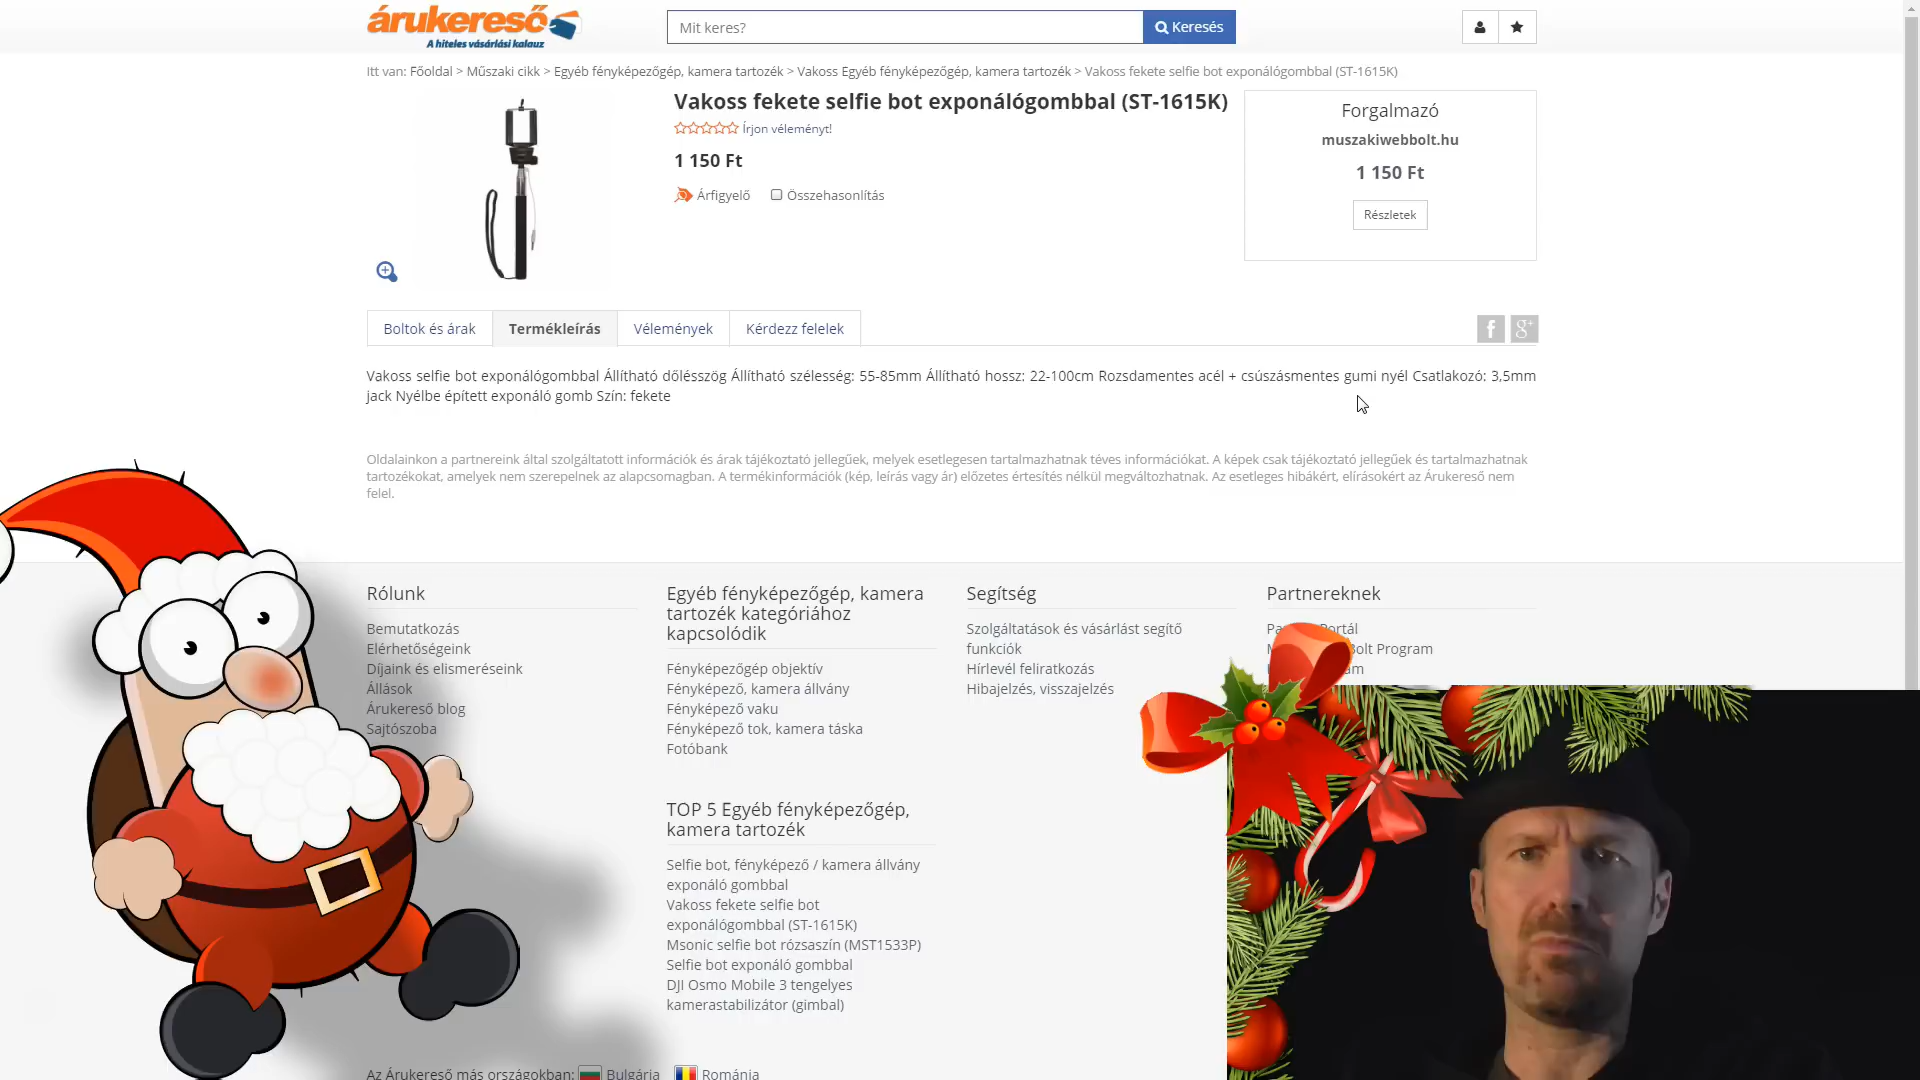 árukereső
A hiteles vásárlási kalauz
Mit keres?
Keresés
Itt van: Főoldal > Műszaki cikk > Egyéb fényképezőgép, kamera tartozék > Vakoss Egyéb fényképezőgép, kamera tartozék > Vakoss fekete selfie bot exponálógombbal (ST-1615K)
Vakoss fekete selfie bot exponálógombbal (ST-1615K)
Írjon véleményt!
1 150 Ft
Árfigyelő
Összehasonlítás
Forgalmazó
muszakiwebbolt.hu
1 150 Ft
Részletek
Boltok és árak
Termékleírás
Vélemények
Kérdezz felelek
f
g+
Vakoss selfie bot exponálógombbal Állítható dőlésszög Állítható szélesség: 55-85mm Állítható hossz: 22-100cm Rozsdamentes acél + csúszásmentes gumi nyél Csatlakozó: 3,5mm
jack Nyélbe épített exponáló gomb Szín: fekete
Oldalainkon a partnereink által szolgáltatott információk és árak tájékoztató jellegűek, melyek esetlegesen tartalmazhatnak téves információkat. A képek csak tájékoztató jellegűek és tartalmazhatnak
tartozékokat, amelyek nem szerepelnek az alapcsomagban. A termékinformációk (kép, leírás vagy ár) előzetes értesítés nélkül megváltozhatnak. Az esetleges hibákért, elírásokért az Árukereső nem
felel.
Rólunk
Bemutatkozás
Elérhetőségeink
Díjaink és elismeréseink
Állások
Árukereső blog
Sajtószoba
Egyéb fényképezőgép, kamera
tartozék kategóriához
kapcsolódik
Fényképezőgép objektív
Fényképező, kamera állvány
Fényképező vaku
Fényképező tok, kamera táska
Fotóbank
TOP 5 Egyéb fényképezőgép,
kamera tartozék
Selfie bot, fényképező / kamera állvány
exponáló gombbal
Vakoss fekete selfie bot
exponálógombbal (ST-1615K)
Msonic selfie bot rózsaszín (MST1533P)
Selfie bot exponáló gombbal
DJI Osmo Mobile 3 tengelyes
kamerastabilizátor (gimbal)
Segítség
Szolgáltatások és vásárlást segítő
funkciók
Hírlevél feliratkozás
Hibajelzés, visszajelzés
Partnereknek
Program
Az Árukereső más országokban: Bulgária România